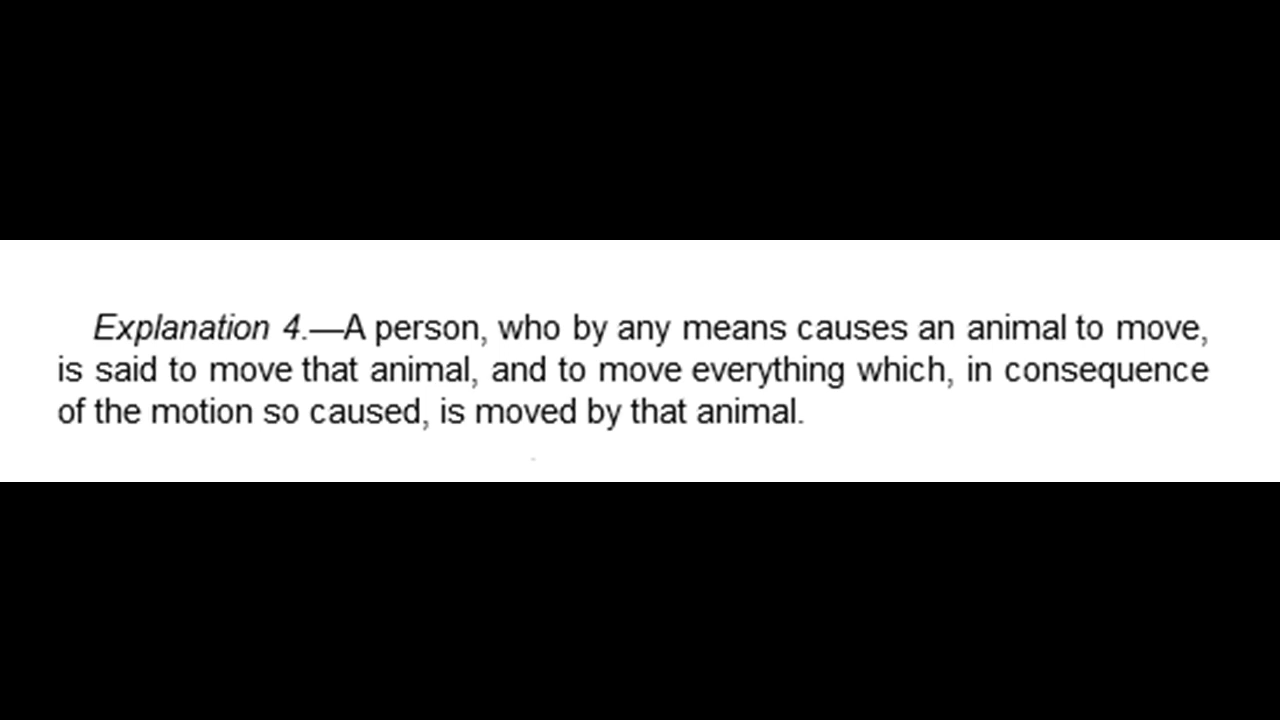 Explanation 4.—A person, who by any means causes an animal to move,
is said to move that animal, and to move everything which, in consequence
of the motion so caused, is moved by that animal.